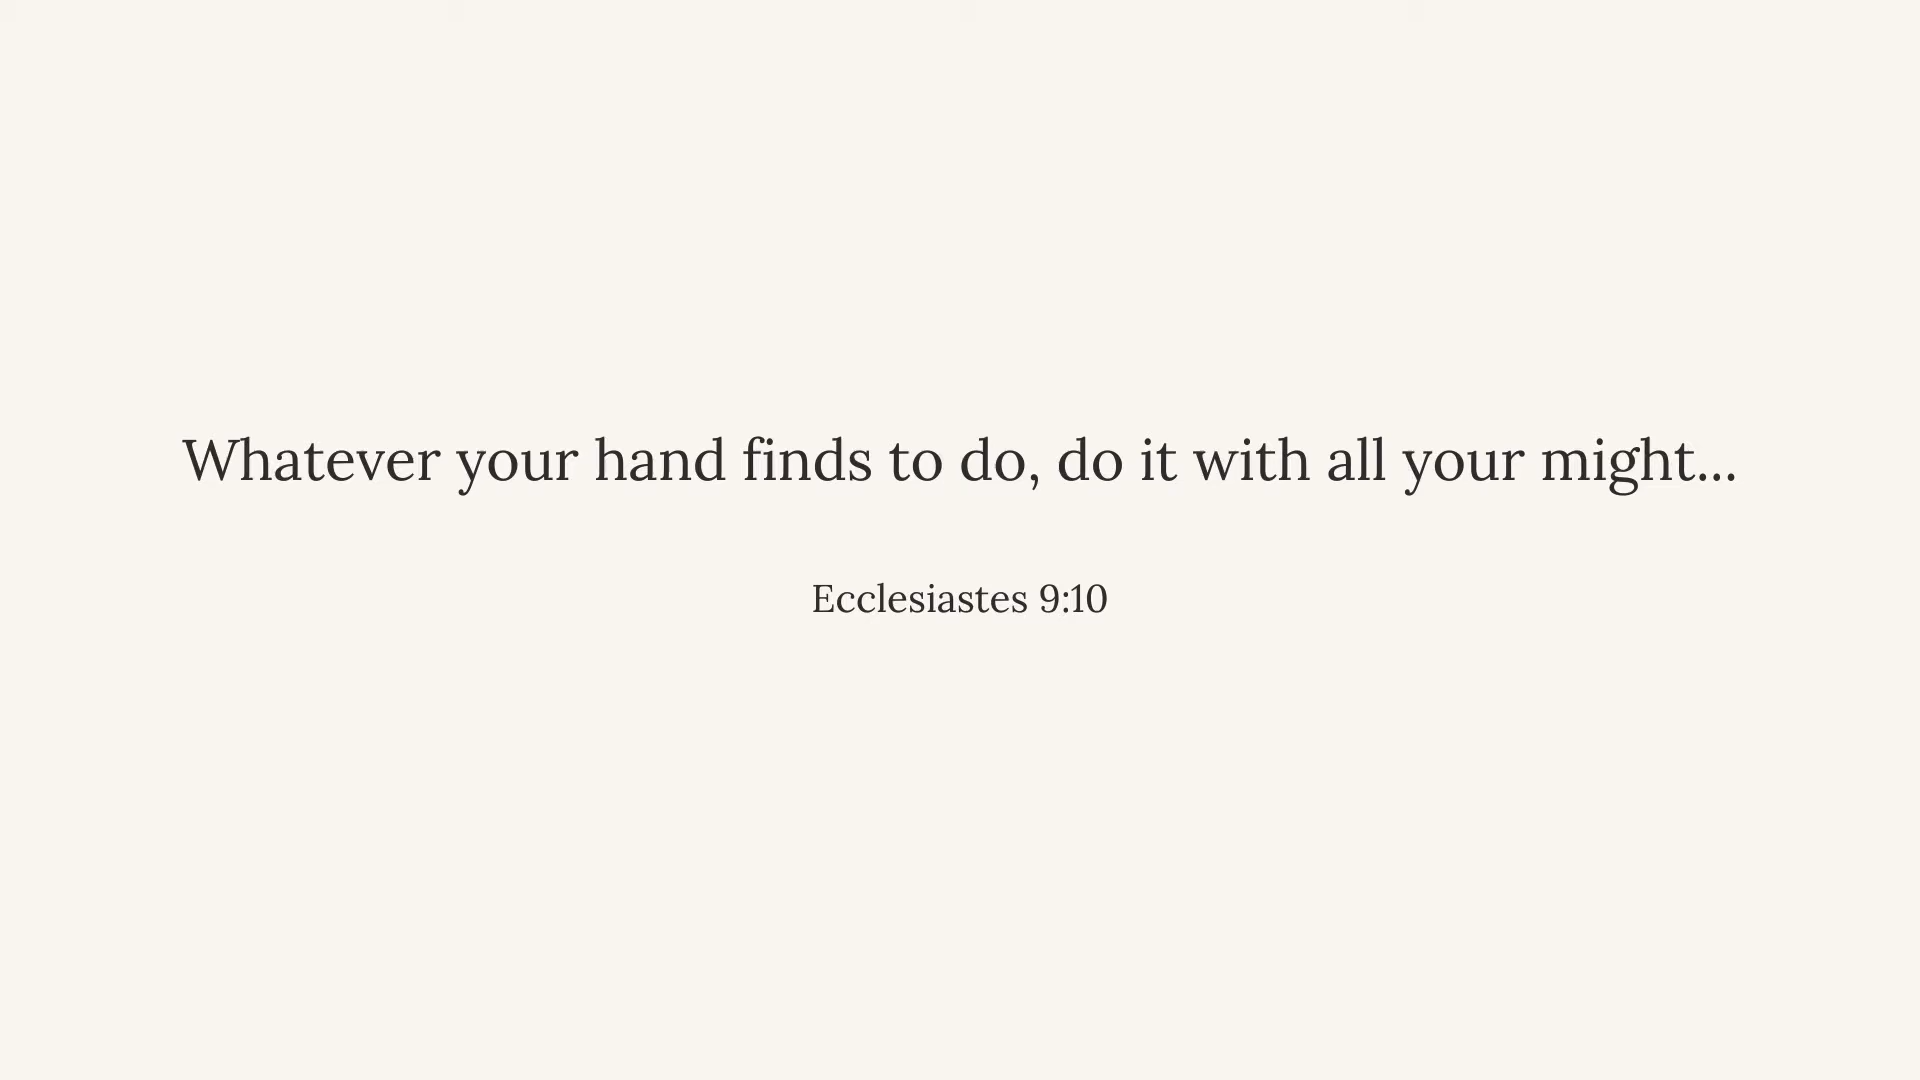 Whatever your hand finds to do, do it with all your might...
Ecclesiastes 9:10